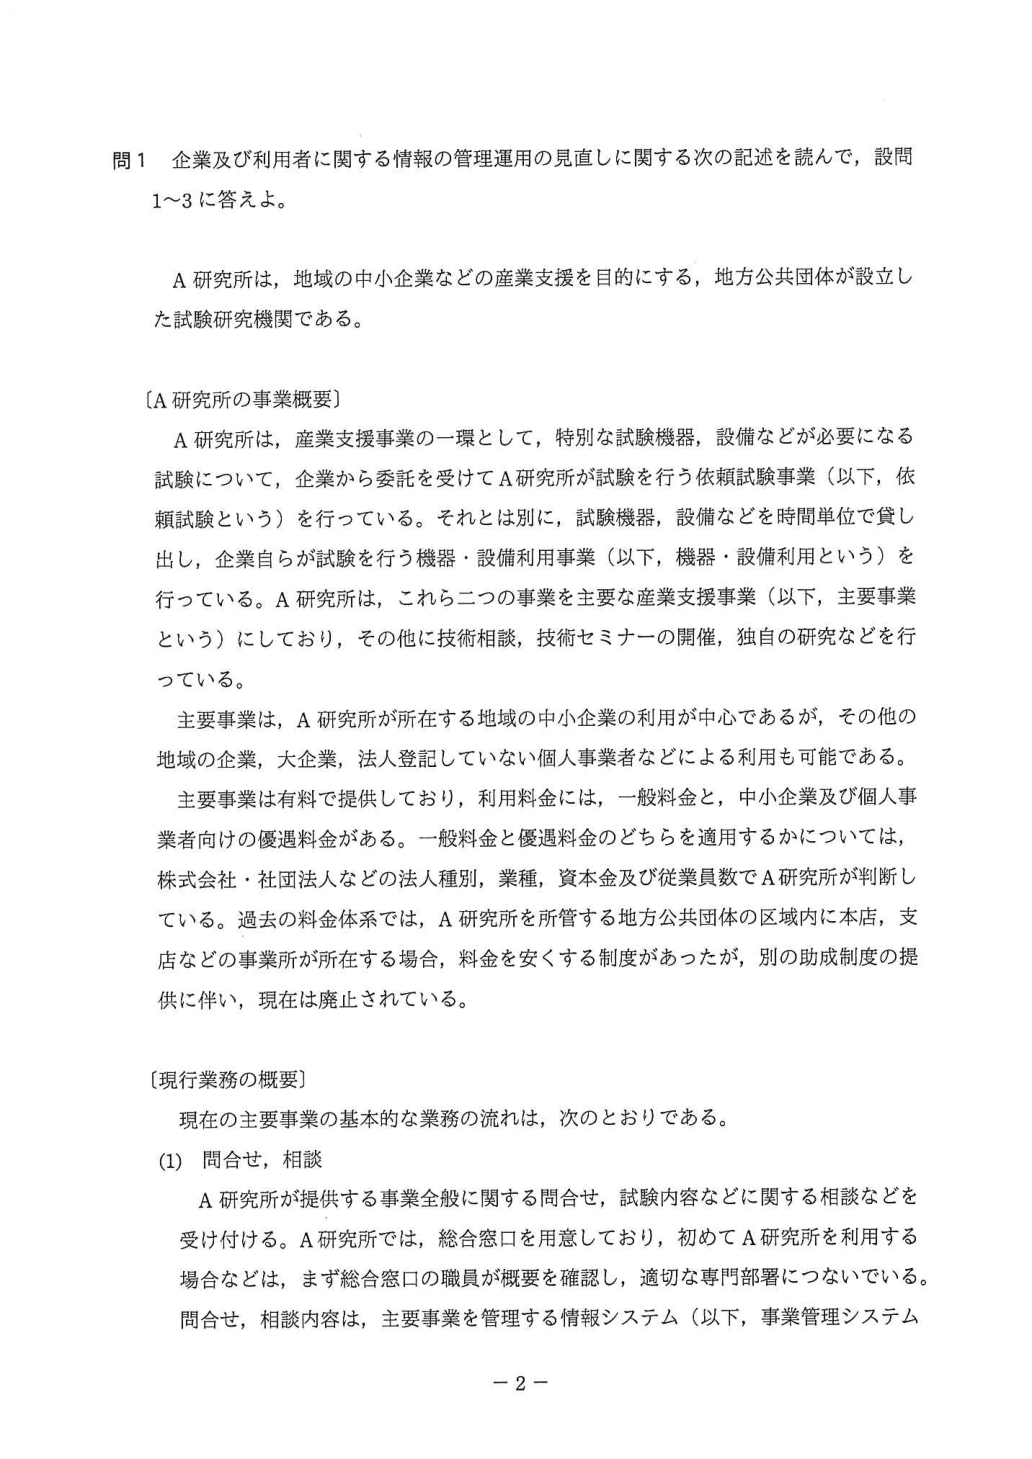 問1　企業及び利用者に関する情報の管理運用の見直しに関する次の記述を読んで，設問
1～3 に答えよ。
A 研究所は，地域の中小企業などの産業支援を目的にする，地方公共団体が設立し
た試験研究機関である。
〔A 研究所の事業概要〕
A 研究所は，産業支援事業の一環として，特別な試験機器，設備などが必要になる
試験について，企業から委託を受けて A 研究所が試験を行う依頼試験事業（以下，依
頼試験という）を行っている。それとは別に，試験機器，設備などを時間単位で貸し
出し，企業自らが試験を行う機器・設備利用事業（以下，機器・設備利用という）を
行っている。A 研究所は，これら二つの事業を主要な産業支援事業（以下，主要事業
という）にしており，その他に技術相談，技術セミナーの開催，独自の研究などを行
っている。
主要事業は，A 研究所が所在する地域の中小企業の利用が中心であるが，その他の
地域の企業，大企業，法人登記していない個人事業者などによる利用も可能である。
主要事業は有料で提供しており，利用料金には，一般料金と，中小企業及び個人事
業者向けの優遇料金がある。一般料金と優遇料金のどちらを適用するかについては，
株式会社・社団法人などの法人種別，業種，資本金及び従業員数で A 研究所が判断し
ている。過去の料金体系では，A 研究所を所管する地方公共団体の区域内に本店，支
店などの事業所が所在する場合，料金を安くする制度があったが，別の助成制度の提
供に伴い，現在は廃止されている。
〔現行業務の概要〕
現在の主要事業の基本的な業務の流れは，次のとおりである。
(1)　問合せ，相談
A 研究所が提供する事業全般に関する問合せ，試験内容などに関する相談などを
受け付ける。A 研究所では，総合窓口を用意しており，初めて A 研究所を利用する
場合などは，まず総合窓口の職員が概要を確認し，適切な専門部署につないでいる。
問合せ，相談内容は，主要事業を管理する情報システム（以下，事業管理システム
－ 2 －